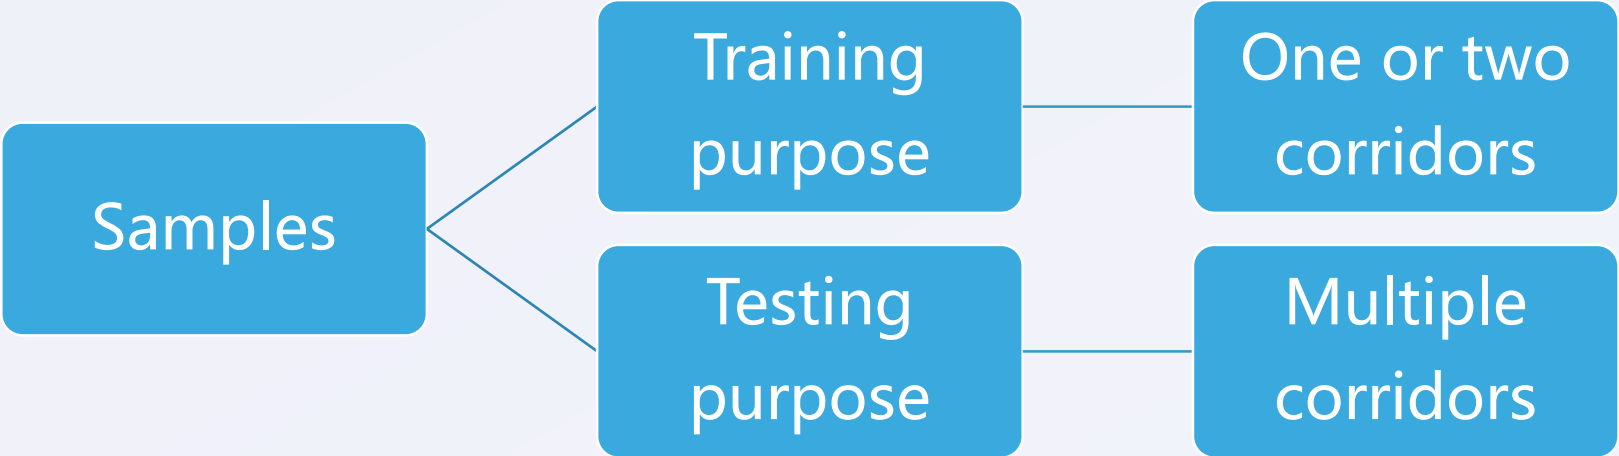 Samples
Training
purpose
One or two
corridors
Testing
purpose
Multiple
corridors